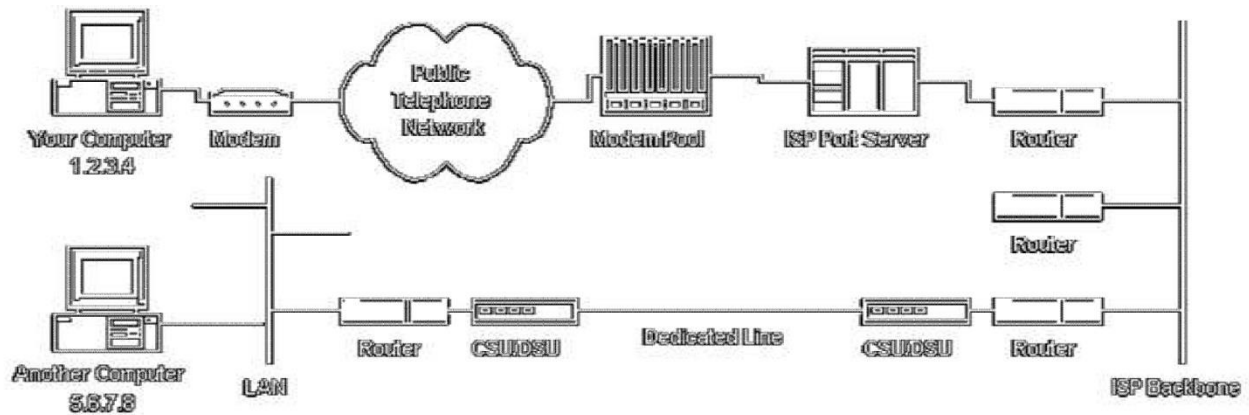 Public
Telephone
Network
Your Computer
1.2.3.4
Modem
Modem Pool
ISP Port Server
Router
Router
Another Computer
5.6.7.8
LAN
Router
CSU/DSU
Dedicated Line
CSU/DSU
Router
ISP Backbone